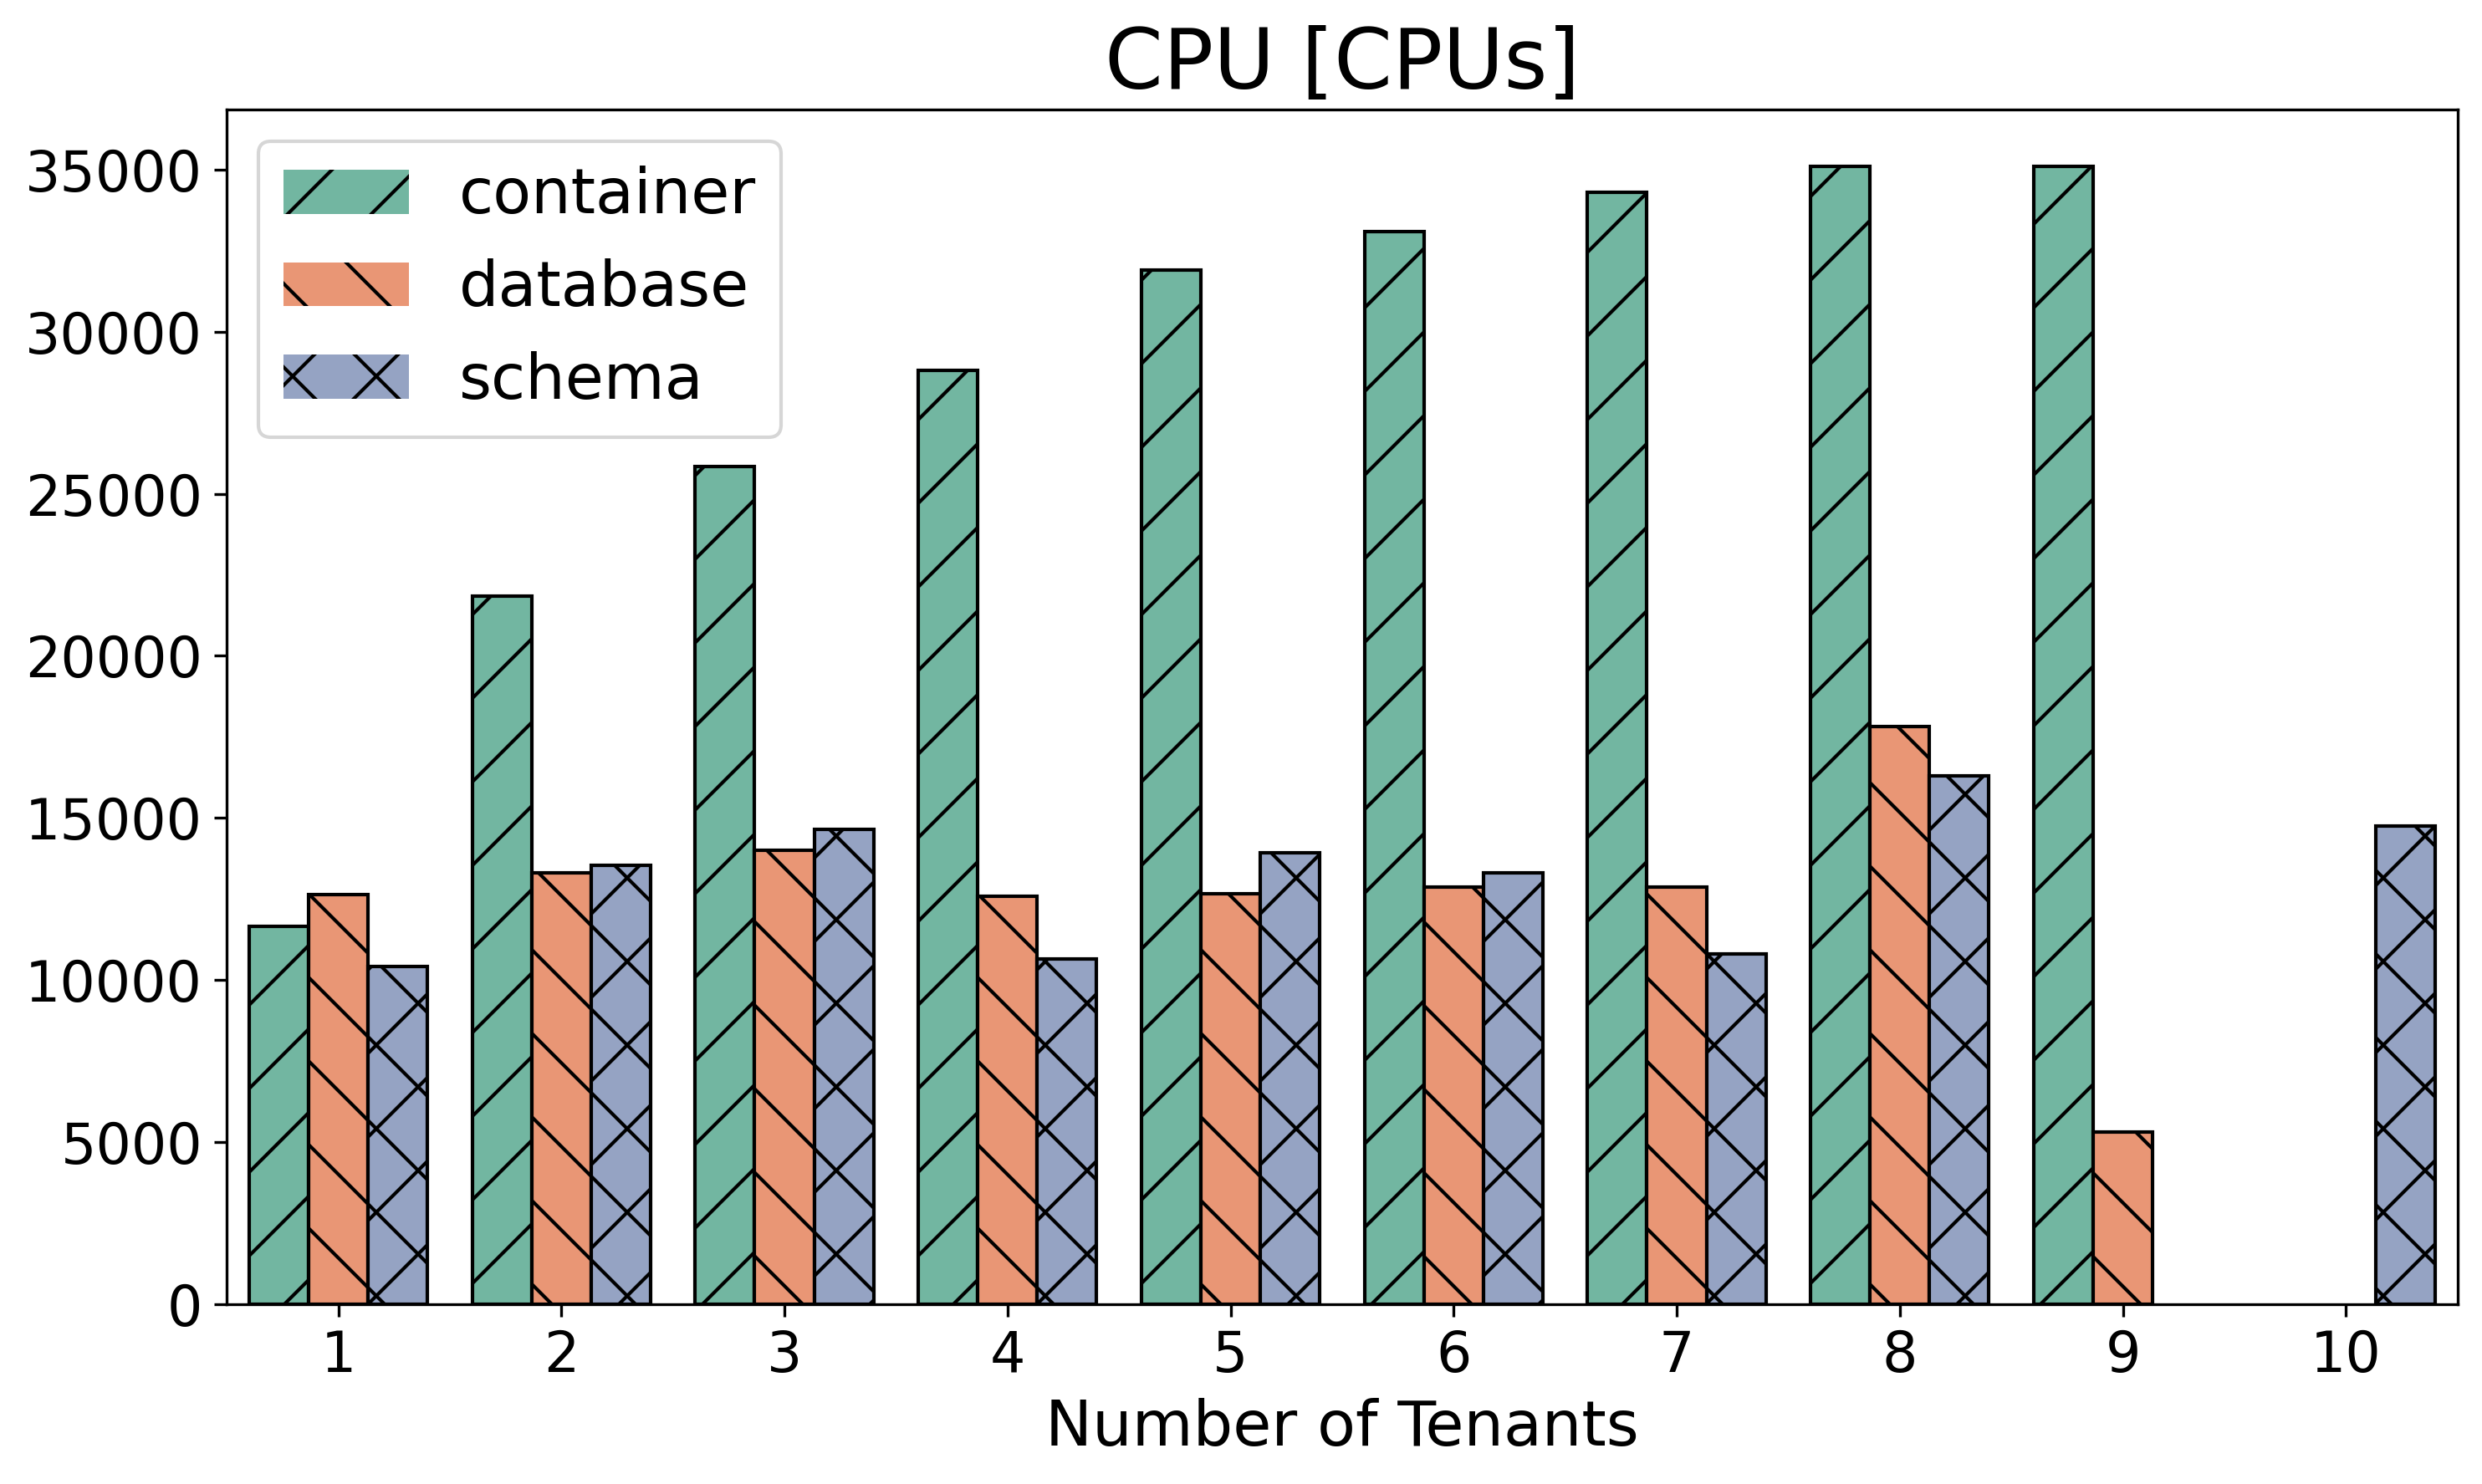 CPU [CPUs]
35000
30000
25000
20000
15000
10000
5000
0
container
database
schema
1 2 3 4 5 6 7 8 9 10
Number of Tenants